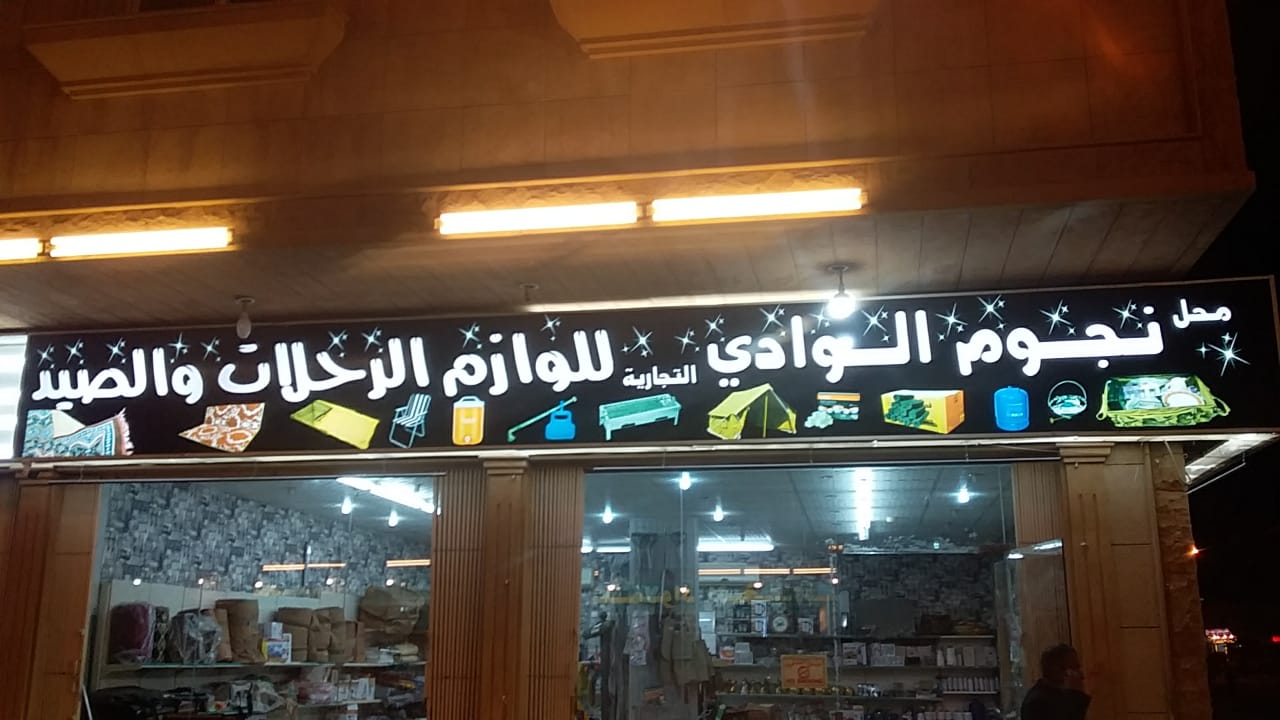 محل نجوم الوادي التجارية للوازم الرحلات والصيد